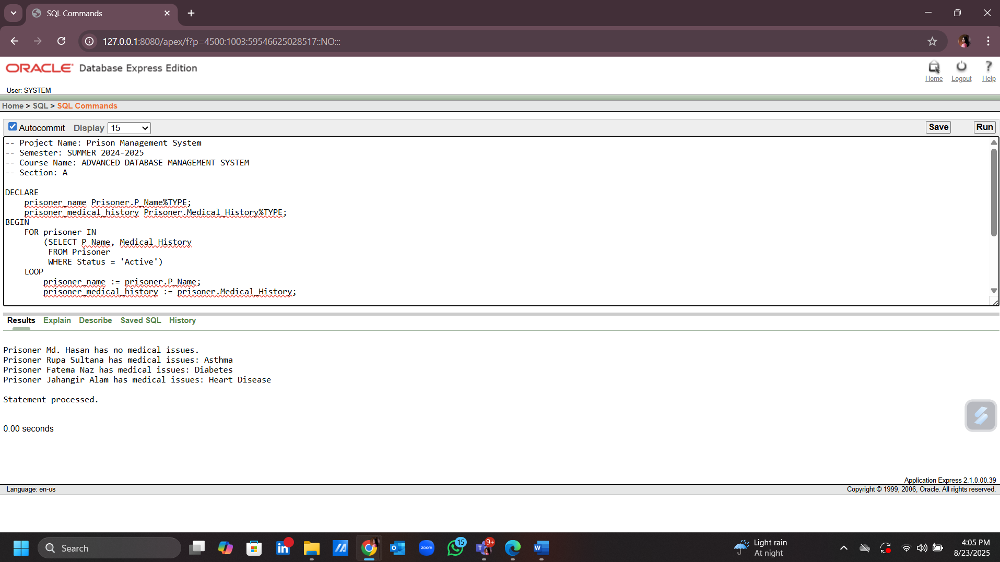 SQL Commands
127.0.0.1:8080/apex/f?p=4500:1003:59546625028517::NO:::
ORACLE Database Express Edition
Home Logout Help
User: SYSTEM
Home > SQL > SQL Commands
Autocommit Display 15 Save Run
-- Project Name: Prison Management System
-- Semester: SUMMER 2024-2025
-- Course Name: ADVANCED DATABASE MANAGEMENT SYSTEM
-- Section: A
DECLARE
prisoner_name Prisoner.P_Name%TYPE;
prisoner_medical_history Prisoner.Medical_History%TYPE;
BEGIN
FOR prisoner IN
(SELECT P_Name, Medical_History
FROM Prisoner
WHERE Status = 'Active')
LOOP
prisoner_name := prisoner.P_Name;
prisoner_medical_history := prisoner.Medical_History;
Results Explain Describe Saved SQL History
Prisoner Md. Hasan has no medical issues.
Prisoner Rupa Sultana has medical issues: Asthma
Prisoner Fatema Naz has medical issues: Diabetes
Prisoner Jahangir Alam has medical issues: Heart Disease
Statement processed.
0.00 seconds
Application Express 2.1.0.00.39
Language: en-us Copyright © 1999, 2006, Oracle. All rights reserved.
Search
in
o
zoom
15
T
9+
W
Light rain
At night
4:05 PM
8/23/2025